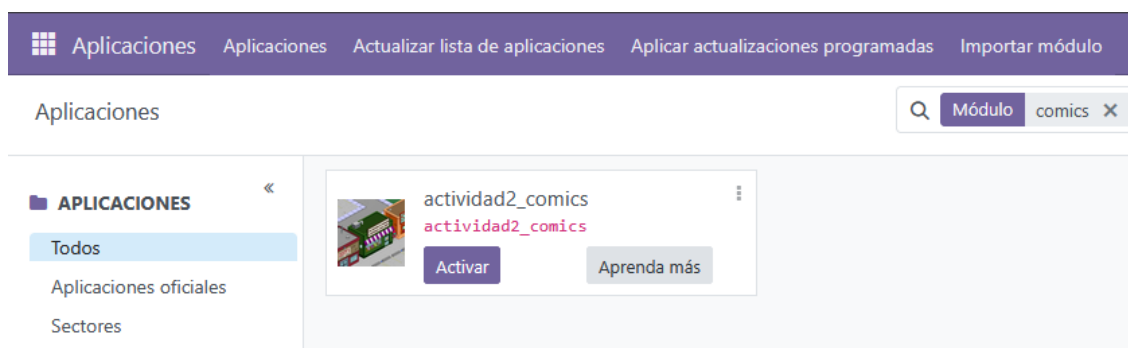 Aplicaciones Aplicaciones Actualizar lista de aplicaciones Aplicar actualizaciones programadas Importar módulo
Aplicaciones
Módulo comics ×
«
APLICACIONES
Todos
Aplicaciones oficiales
Sectores
actividad2_comics
actividad2_comics
Activar Aprenda más